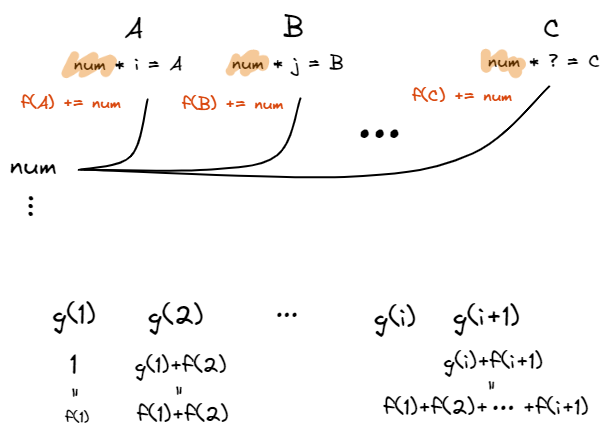 A B C
num * i = A num * j = B num * ? = C
f(A) += num f(B) += num f(C) += num
...
num
⋮
g(1) g(2) ... g(i) g(i+1)
1 g(1)+f(2) g(i)+f(i+1)
= = =
f(1) f(1)+f(2) f(1)+f(2)+...+f(i+1)